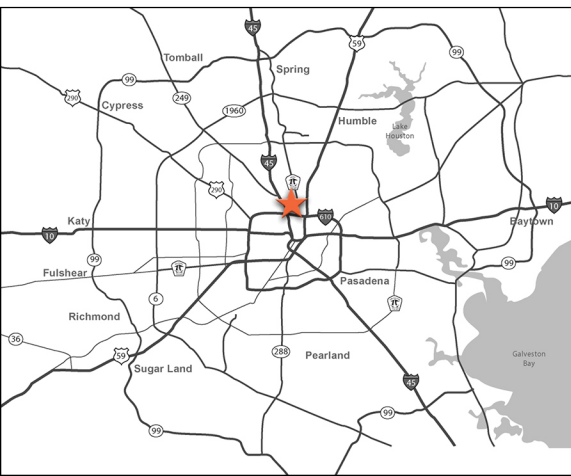 45
59
99
Tomball
Spring
99
290
249
Cypress
1960
Humble
Lake
Houston
45
290
610
Katy
10
10
Baytown
99
99
Fulshear
Pasadena
6
Richmond
36
59
288
Pearland
Sugar Land
Galveston
Bay
45
99
99